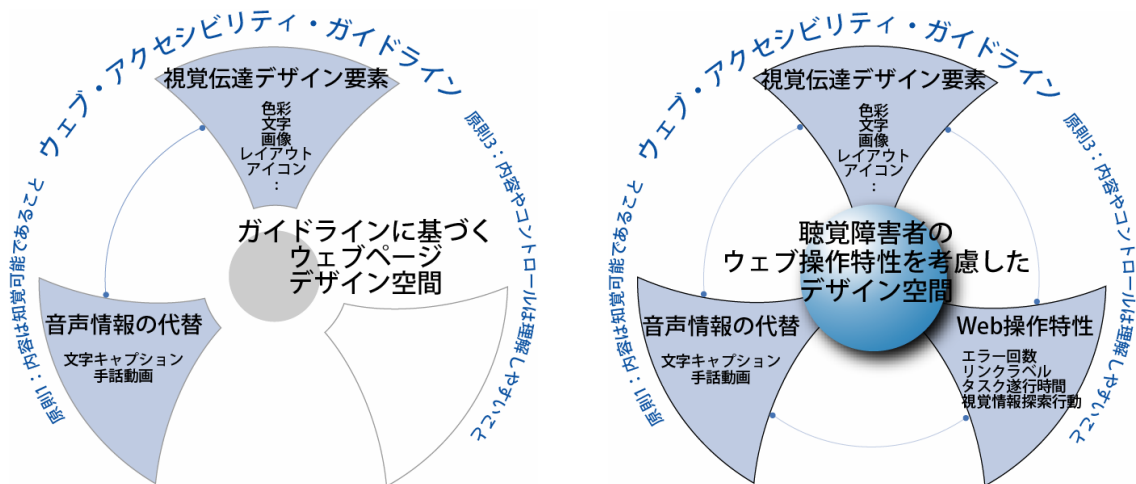 ウェブ・アクセシビリティ・ガイドライン
原則1：内容は知覚可能であること
原則3：内容やコントロールは理解しやすいこと
視覚伝達デザイン要素
色彩
文字
画像
レイアウト
アイコン
：
ガイドラインに基づく
ウェブページ
デザイン空間
音声情報の代替
文字キャプション
手話動画
ウェブ・アクセシビリティ・ガイドライン
原則1：内容は知覚可能であること
原則3：内容やコントロールは理解しやすいこと
視覚伝達デザイン要素
色彩
文字
画像
レイアウト
アイコン
：
聴覚障害者の
ウェブ操作特性を考慮した
デザイン空間
音声情報の代替
文字キャプション
手話動画
Web操作特性
エラー回数
リンクラベル
タスク遂行時間
視覚情報探索行動